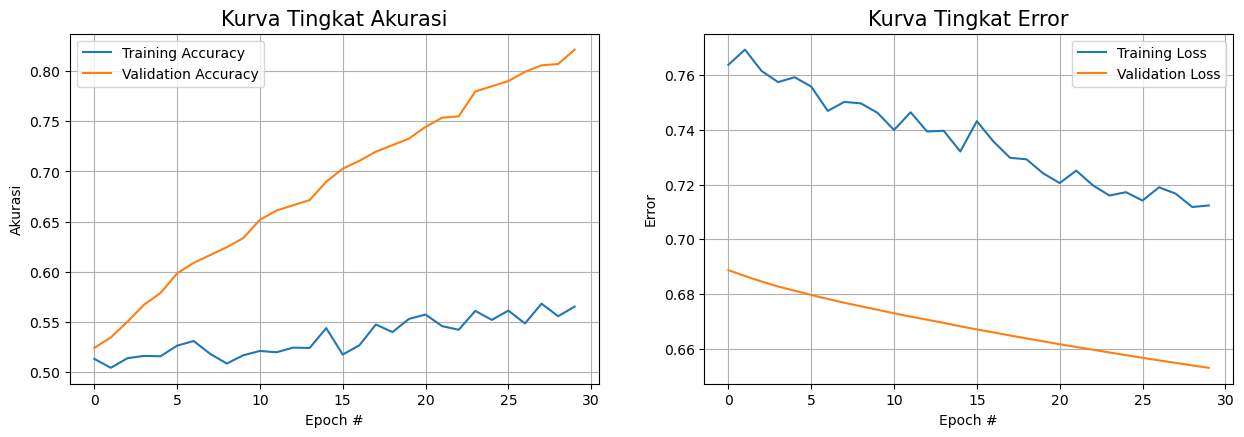 Kurva Tingkat Akurasi
Training Accuracy
Validation Accuracy
Akurasi
0.80
0.75
0.70
0.65
0.60
0.55
0.50
0 5 10 15 20 25 30
Epoch #
Kurva Tingkat Error
Training Loss
Validation Loss
Error
0.76
0.74
0.72
0.70
0.68
0.66
0 5 10 15 20 25 30
Epoch #